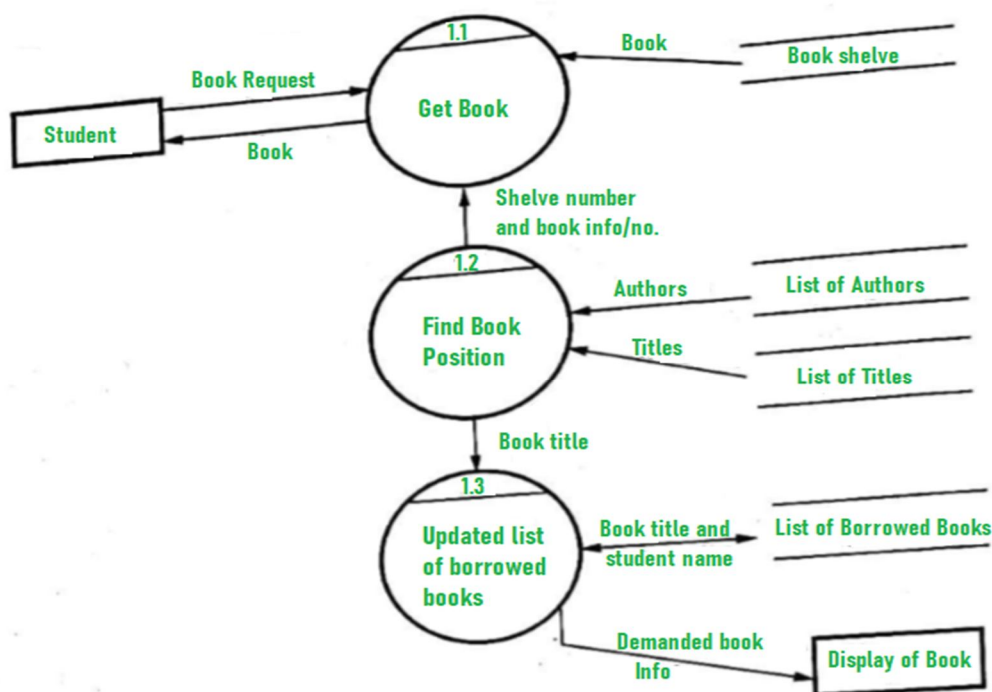 1.1
Get Book
Book
Book shelve
Book Request
Student
Book
Shelve number
and book info/no.
1.2
Find Book
Position
Authors
List of Authors
Titles
List of Titles
Book title
1.3
Updated list
of borrowed
books
Book title and
student name
List of Borrowed Books
Demanded book
Info
Display of Book